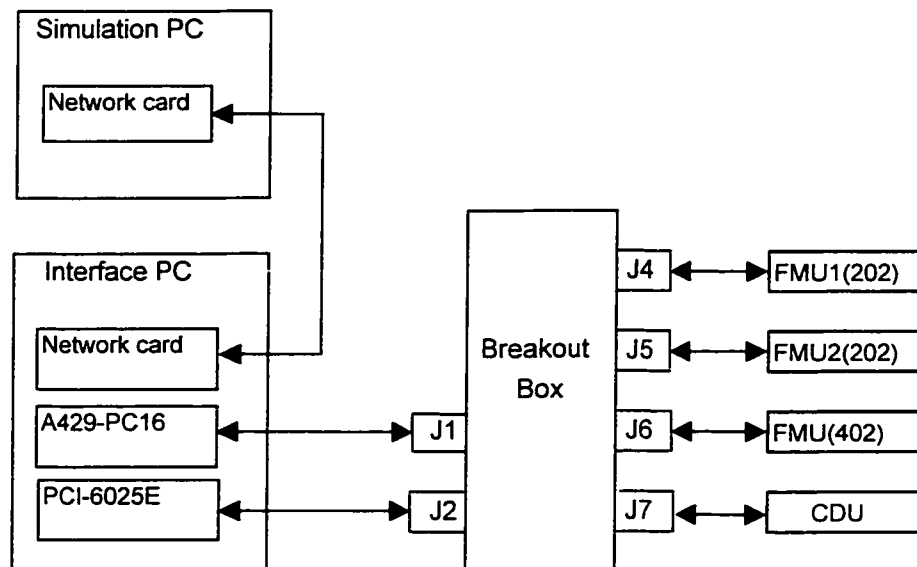 Simulation PC
Network card
Interface PC
Network card
A429-PC16
PCI-6025E
J1
J2
Breakout
Box
J4
J5
J6
J7
FMU1(202)
FMU2(202)
FMU(402)
CDU